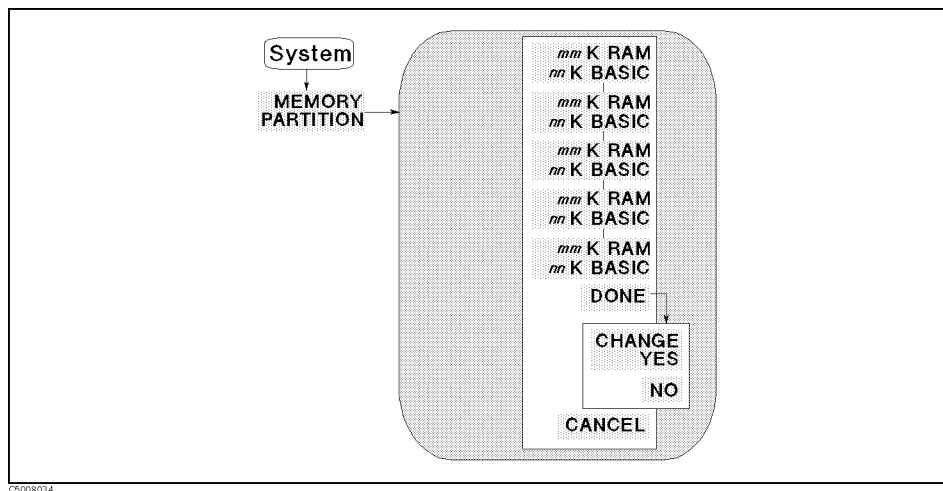 System
MEMORY
PARTITION
mm K RAM
nn K BASIC
mm K RAM
nn K BASIC
mm K RAM
nn K BASIC
mm K RAM
nn K BASIC
mm K RAM
nn K BASIC
DONE
CHANGE
YES
NO
CANCEL
C5008034